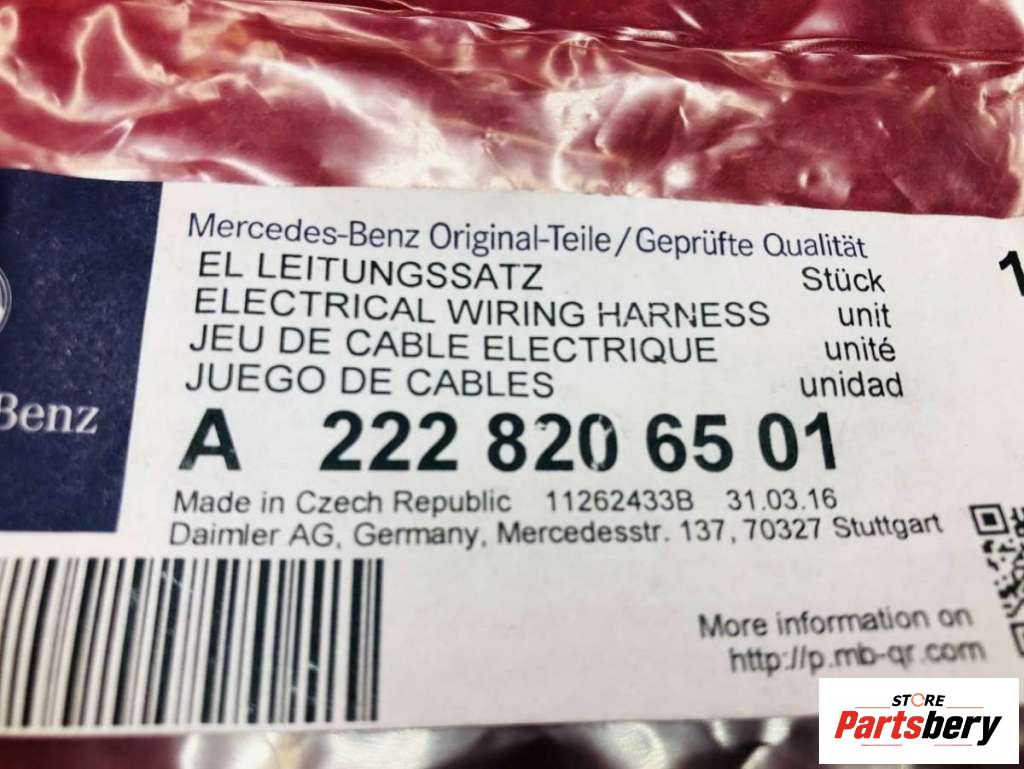 Mercedes-Benz Original-Teile/Geprüfte Qualität
EL LEITUNGSSATZ Stück 1
ELECTRICAL WIRING HARNESS unit
JEU DE CABLE ELECTRIQUE unité
JUEGO DE CABLES unidad
Benz
A 222 820 65 01
Made in Czech Republic 11262433B 31.03.16
Daimler AG, Germany, Mercedesstr. 137, 70327 Stuttgart
More information on
http://p.mb-qr.com
STORE
Partsbery